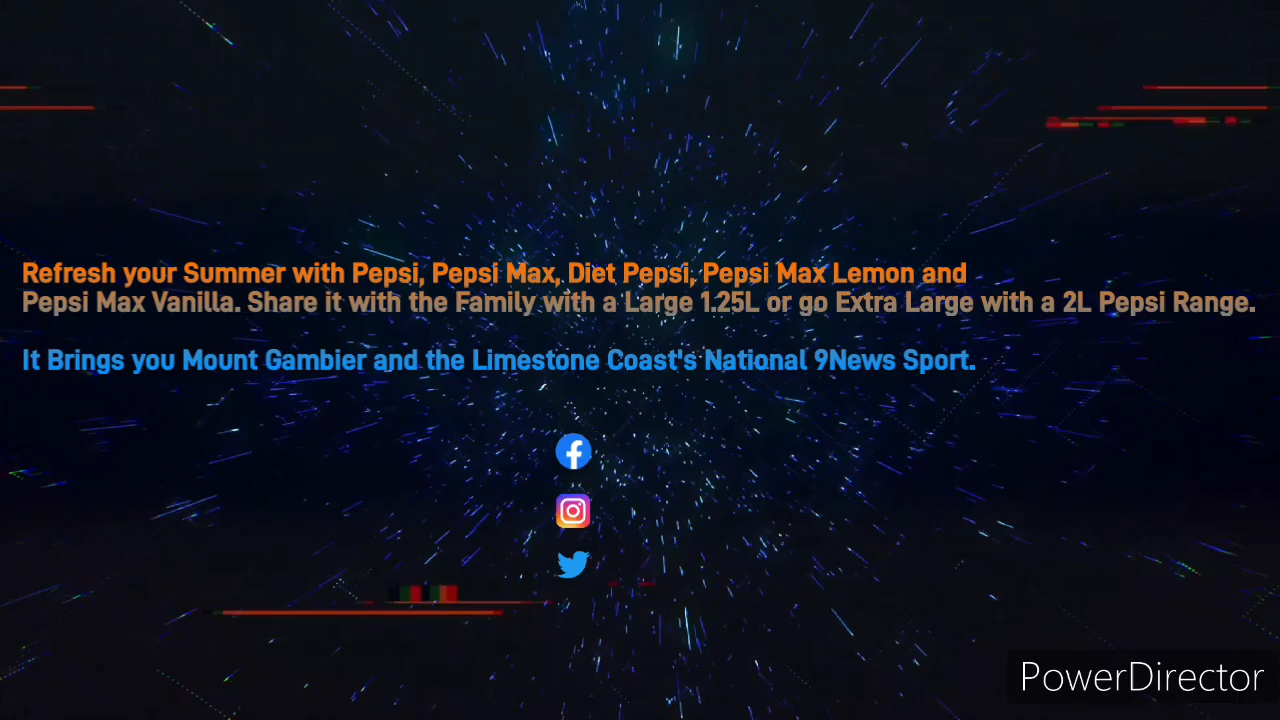 Refresh your Summer with Pepsi, Pepsi Max, Diet Pepsi, Pepsi Max Lemon and
Pepsi Max Vanilla. Share it with the Family with a Large 1.25L or go Extra Large with a 2L Pepsi Range.
It Brings you Mount Gambier and the Limestone Coast's National 9News Sport.
PowerDirector